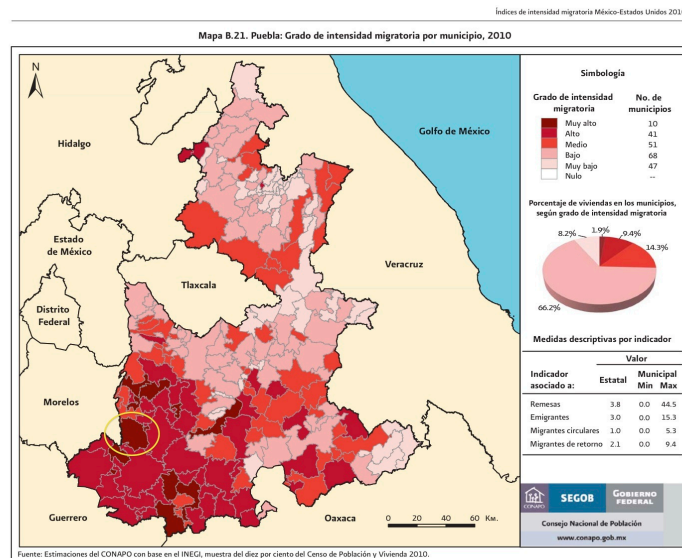 Índices de intensidad migratoria México-Estados Unidos 2010
Mapa B.21. Puebla: Grado de intensidad migratoria por municipio, 2010
N
Hidalgo
Golfo de México
Estado
de México
Tlaxcala
Veracruz
Distrito
Federal
Morelos
Guerrero
Oaxaca
0 20 40 60 Км.
Simbología
Grado de intensidad No. de
migratoria municipios
Muy alto 10
Alto 41
Medio 51
Bajo 68
Muy bajo 47
Nulo --
Porcentaje de viviendas en los municipios,
según grado de intensidad migratoria
8.2% 1.9% 9.4%
14.3%
66.2%
Medidas descriptivas por indicador
Valor
Indicador Estatal Municipal
asociado a: Min Max
Remesas 3.8 0.0 44.5
Emigrantes 3.0 0.0 15.3
Migrantes circulares 1.0 0.0 5.3
Migrantes de retorno 2.1 0.0 9.4
CONAPO SEGOB GOBIERNO
FEDERAL
Consejo Nacional de Población
www.conapo.gob.mx
Fuente: Estimaciones del CONAPO con base en el INEGI, muestra del diez por ciento del Censo de Población y Vivienda 2010.